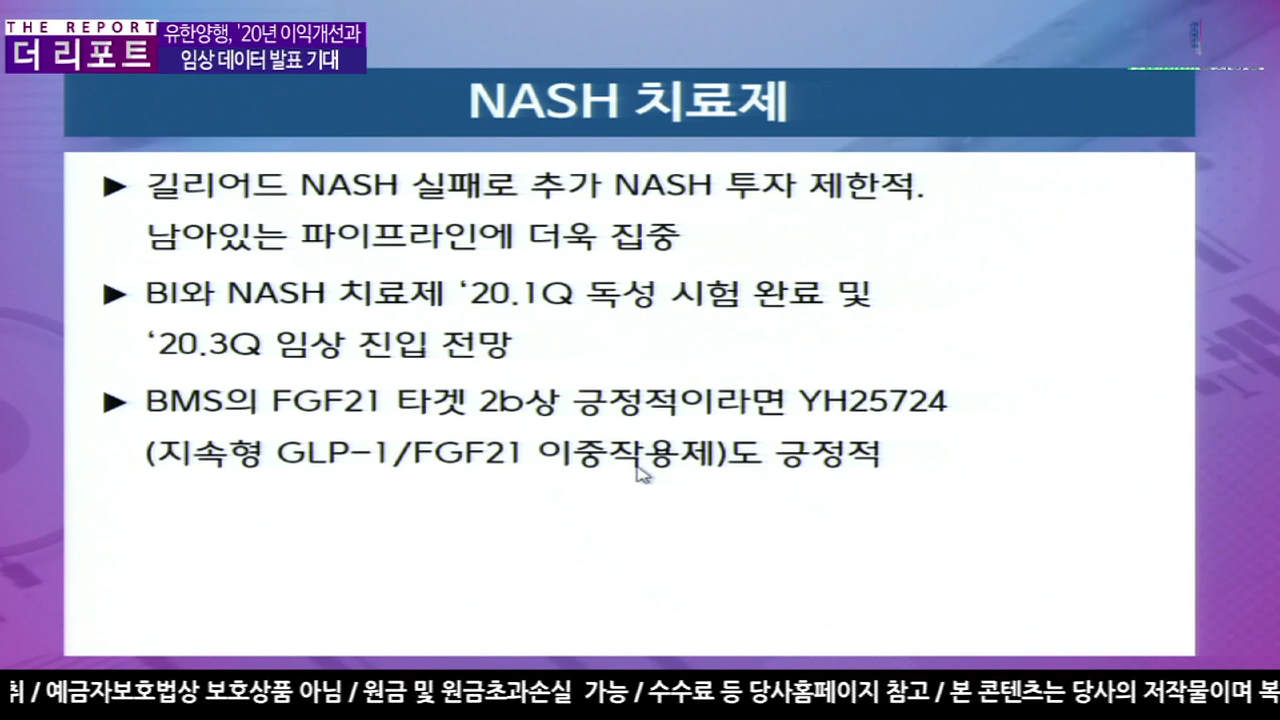 THE REPORT
더 리포트
유한양행, '20년 이익개선과
임상 데이터 발표 기대
NASH 치료제
▶ 길리어드 NASH 실패로 추가 NASH 투자 제한적.
남아있는 파이프라인에 더욱 집중
▶ BI와 NASH 치료제 ‘20.1Q 독성 시험 완료 및
‘20.3Q 임상 진입 전망
▶ BMS의 FGF21 타겟 2b상 긍정적이라면 YH25724
(지속형 GLP-1/FGF21 이중작용제)도 긍정적
/ 예금자보호법상 보호상품 아님 / 원금 및 원금초과손실 가능 / 수수료 등 당사홈페이지 참고 / 본 콘텐츠는 당사의 저작물이며 복